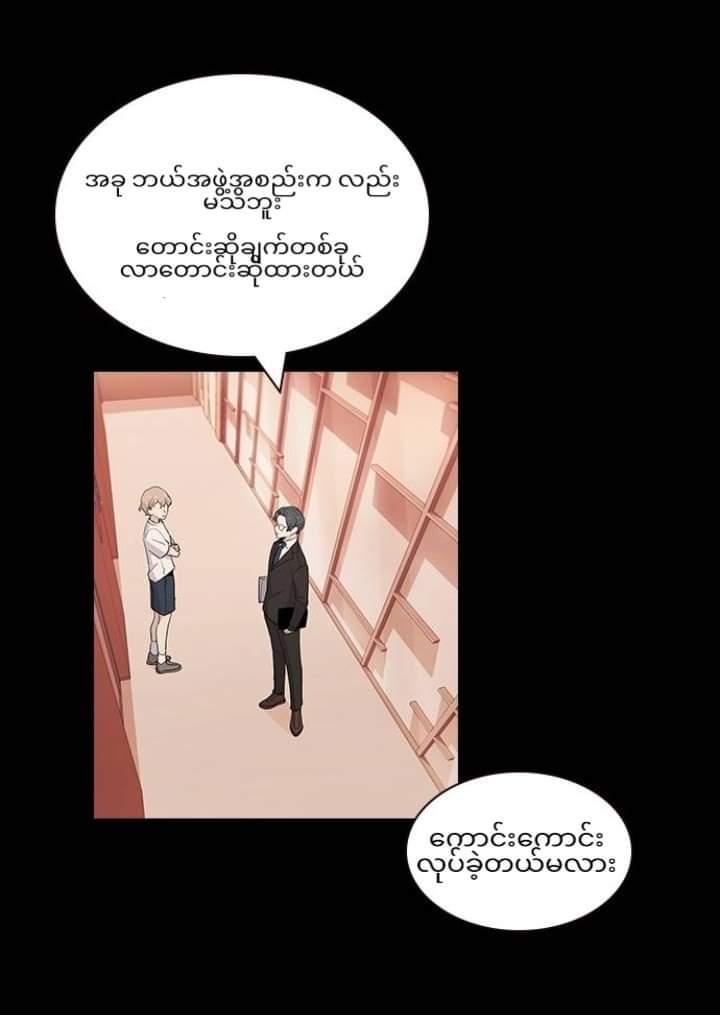 အခု ဘယ်အဖွဲ့အစည်းက လည်း
မသိဘူး
တောင်းဆိုချက်တစ်ခု
လာတောင်းဆိုထားတယ်
ကောင်းကောင်း
လုပ်ခဲ့တယ်မလား